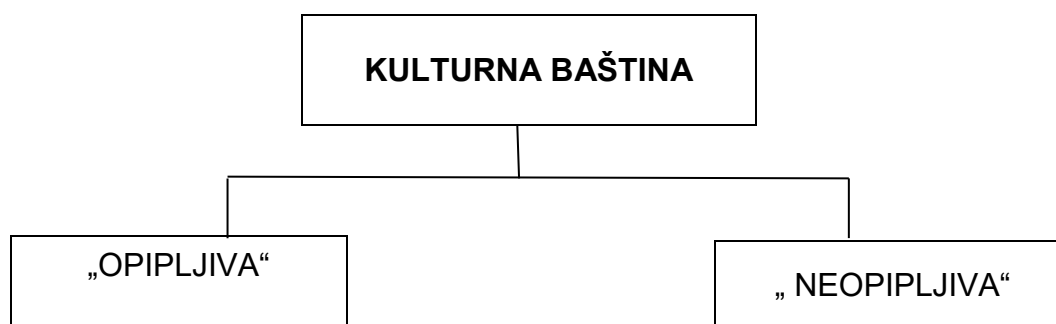 KULTURNA BAŠTINA
„OPIPLJIVA“
„ NEOPIPLJIVA“